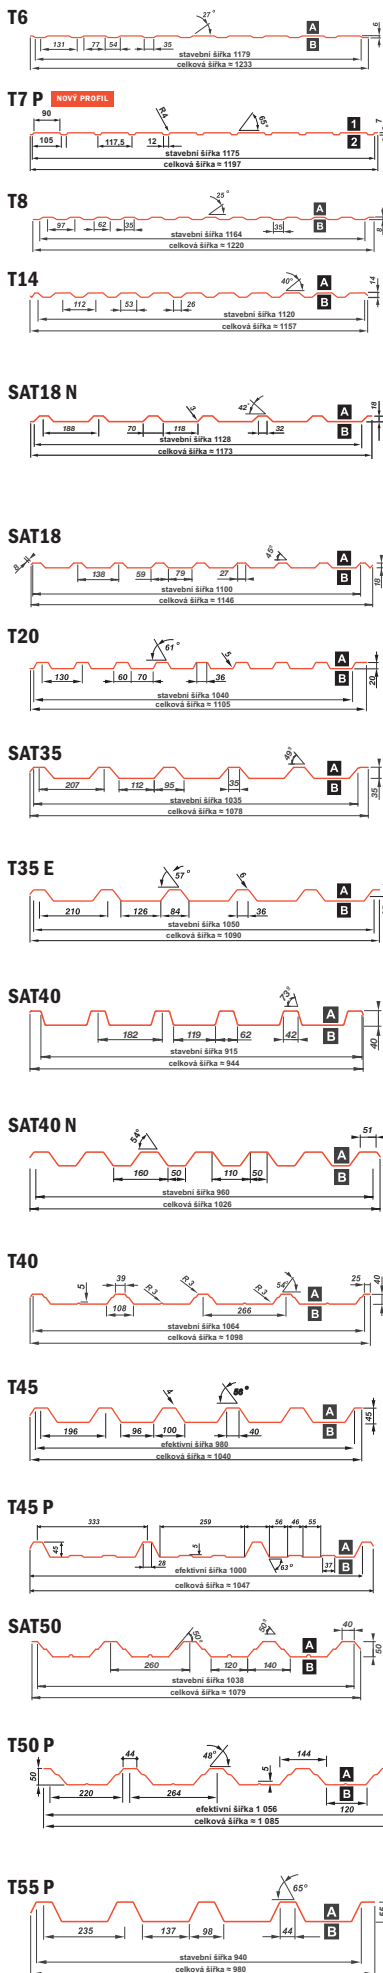 T6
27°
A
6
131
77
54
35
B
stavební šířka 1179
celková šířka ≈ 1233
T7 P NOVÝ PROFIL
90
R4
65°
1
7
105
117,5
12
2
stavební šířka 1175
celková šířka ≈ 1197
T8
25°
A
97
62
35
35
B
8
stavební šířka 1164
celková šířka ≈ 1220
T14
40°
A
14
112
53
26
B
stavební šířka 1120
celková šířka ≈ 1157
SAT18 N
3
42°
A
18
188
70
118
32
B
stavební šířka 1128
celková šířka ≈ 1173
SAT18
8
45°
A
138
59
79
27
B
18
stavební šířka 1100
celková šířka ≈ 1146
T20
61°
5
A
130
60
70
36
B
20
stavební šířka 1040
celková šířka ≈ 1105
SAT35
49°
A
207
112
95
35
B
35
stavební šířka 1035
celková šířka ≈ 1078
T35 E
57°
6
A
210
126
84
36
B
stavební šířka 1050
celková šířka ≈ 1090
SAT40
73°
A
182
119
62
42
B
40
stavební šířka 915
celková šířka ≈ 944
SAT40 N
54°
51
A
160
50
110
50
B
stavební šířka 960
celková šířka ≈ 1026
T40
5
39
R 3
R 3
R 3
54°
A
25
40
108
266
B
stavební šířka 1064
celková šířka ≈ 1098
T45
4
56°
A
45
196
96
100
40
B
efektivní šířka 980
celková šířka ≈ 1040
T45 P
333
259
56
46
55
45
5
A
28
63°
37
B
efektivní šířka 1000
celková šířka ≈ 1047
SAT50
50°
50°
40
A
50
260
120
140
B
stavební šířka 1038
celková šířka ≈ 1079
T50 P
44
48°
144
50
5
A
220
264
B
120
efektivní šířka 1 056
celková šířka ≈ 1 085
T55 P
65°
A
55
235
137
98
44
B
stavební šířka 940
celková šířka ≈ 980